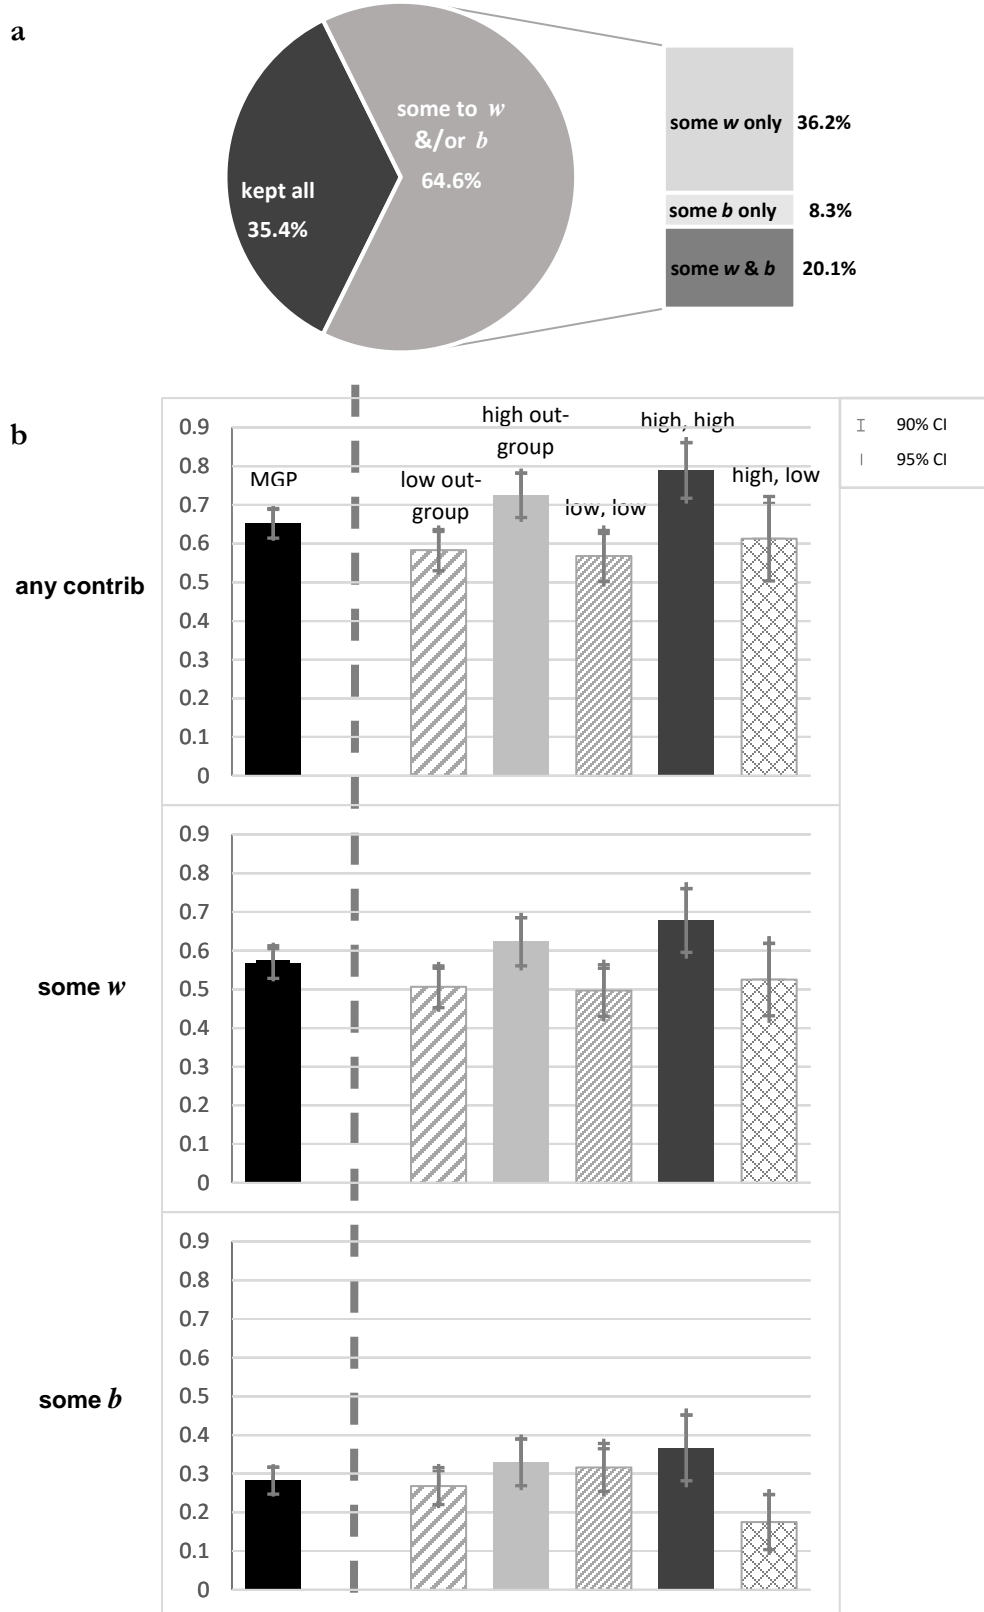 a
some to w
&/or b
64.6%
kept all
35.4%
some w only 36.2%
some b only 8.3%
some w & b 20.1%
b
90% CI
95% CI
any contrib
0.9
0.8
0.7
0.6
0.5
0.4
0.3
0.2
0.1
0
MGP
low out-
group
high out-
group
low, low
high, high
high, low
some w
0.9
0.8
0.7
0.6
0.5
0.4
0.3
0.2
0.1
0
some b
0.9
0.8
0.7
0.6
0.5
0.4
0.3
0.2
0.1
0